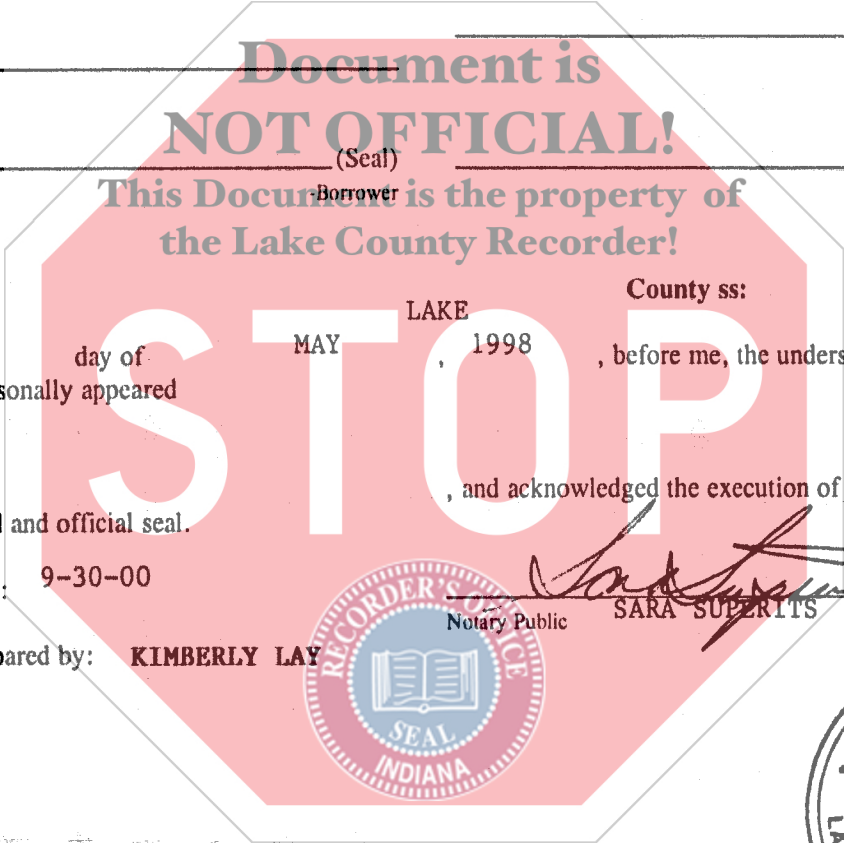 Document is
NOT OFFICIAL!
(Seal)
-Borrower
This Document is the property of
the Lake County Recorder!
County ss:
LAKE
STOP
day of MAY , 1998 , before me, the unders
sonally appeared
, and acknowledged the execution of
and official seal.
: 9-30-00
Notary Public SARA SUPERITS
ared by: KIMBERLY LAY
RECORDER'S OFFICE
SEAL
INDIANA